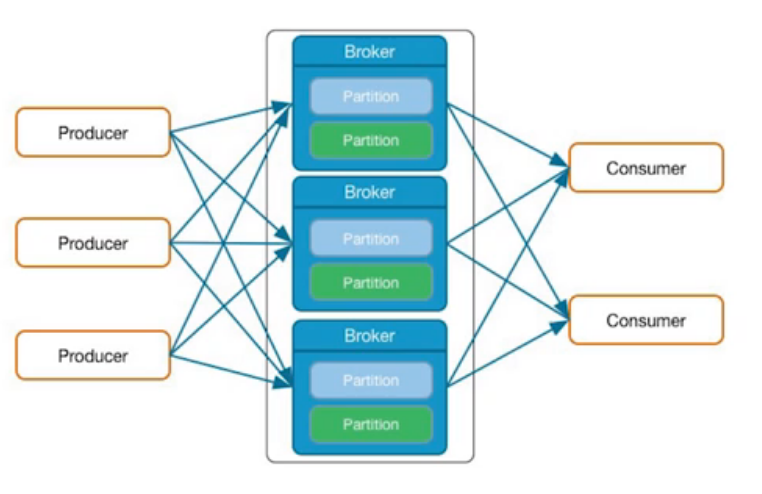 Producer
Producer
Producer
Broker
Partition
Partition
Broker
Partition
Partition
Broker
Partition
Partition
Consumer
Consumer